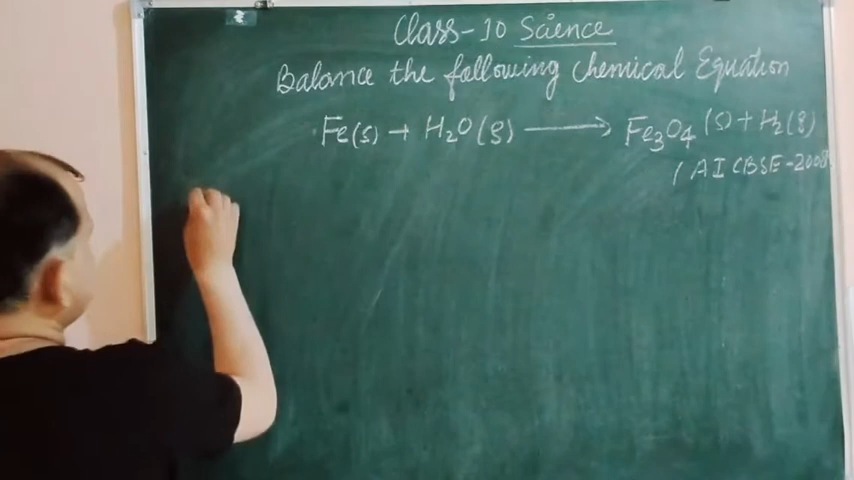 Class-10 Science
Balance the following Chemical Equation
Fe(s) + H₂O(g) ⟶ Fe₃O₄(s) + H₂(g)
(AI CBSE-2008